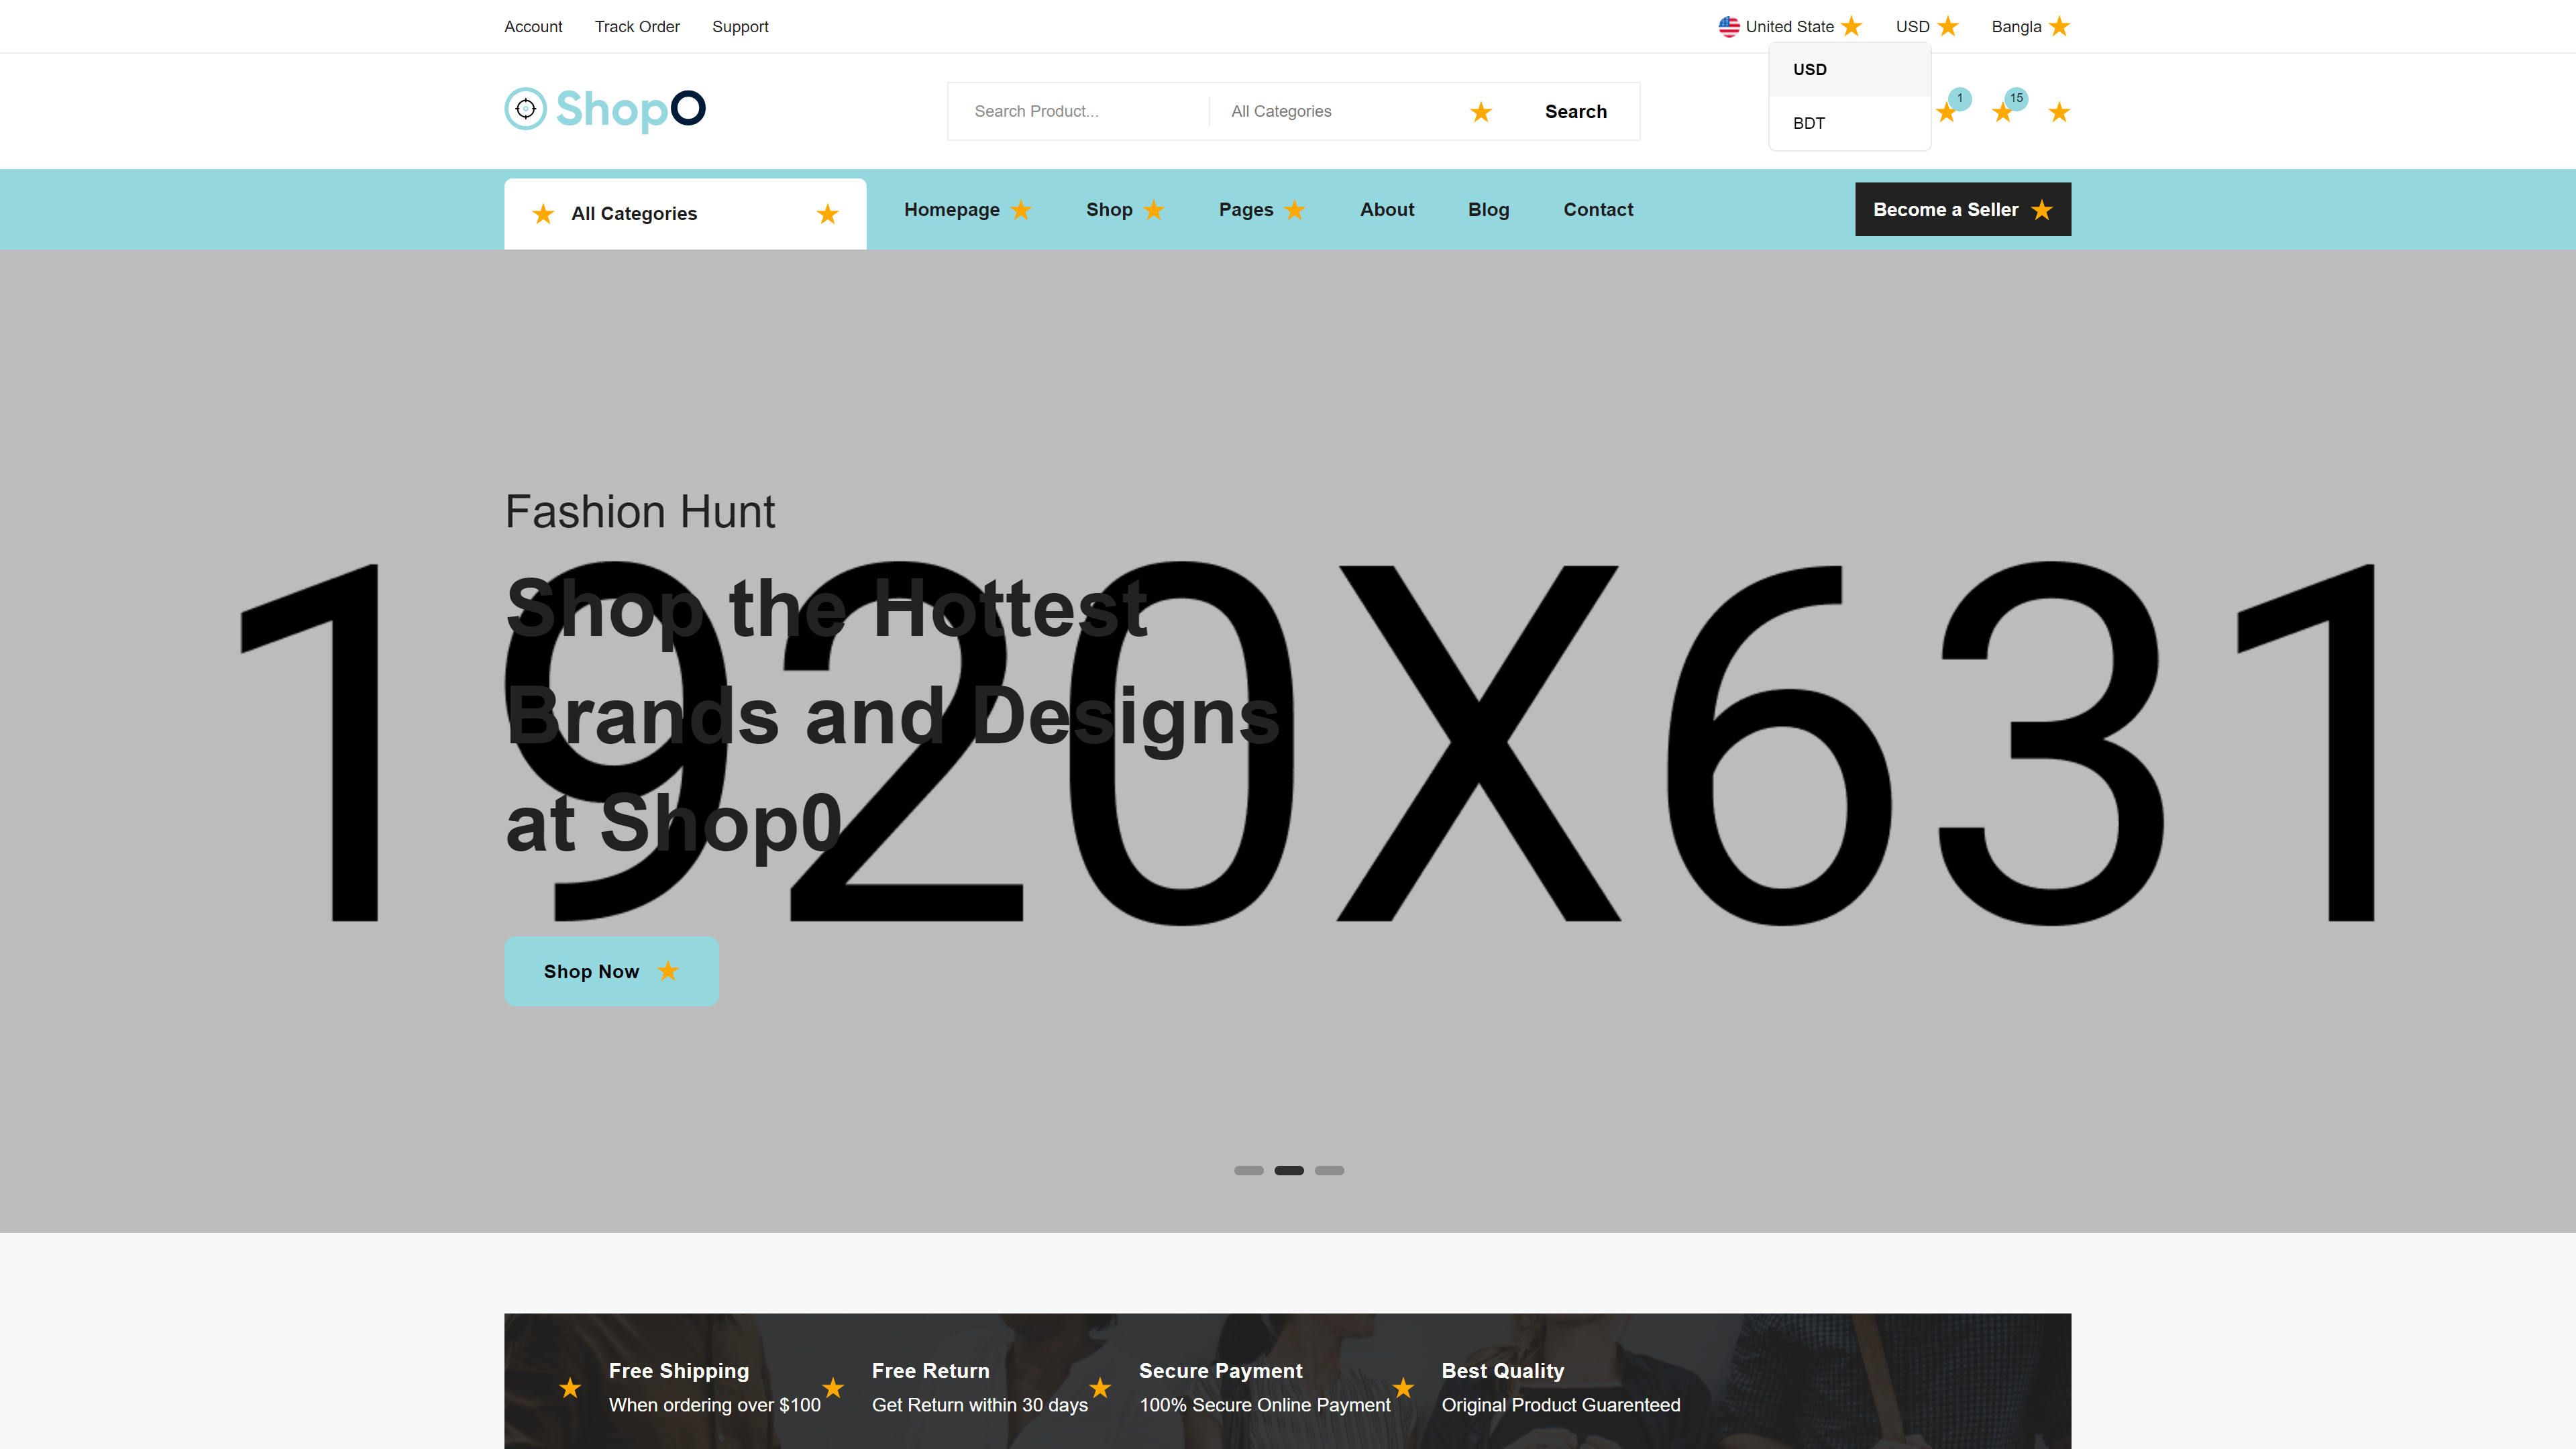 Account Track Order Support United State USD Bangla
USD
BDT
ShopO
Search Product... All Categories Search
1 15
All Categories Homepage Shop Pages About Blog Contact Become a Seller
1920X631
Fashion Hunt
Shop the Hottest
Brands and Designs
at Shop0
Shop Now
Free Shipping
When ordering over $100
Free Return
Get Return within 30 days
Secure Payment
100% Secure Online Payment
Best Quality
Original Product Guarenteed